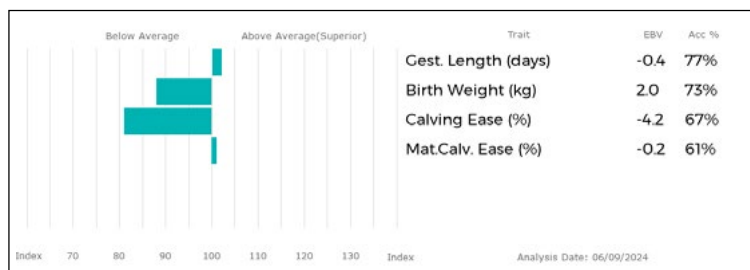 Below Average Above Average(Superior) Trait EBV Acc %
Gest. Length (days) -0.4 77%
Birth Weight (kg) 2.0 73%
Calving Ease (%) -4.2 67%
Mat.Calv. Ease (%) -0.2 61%
Index 70 80 90 100 110 120 130 Index Analysis Date: 06/09/2024